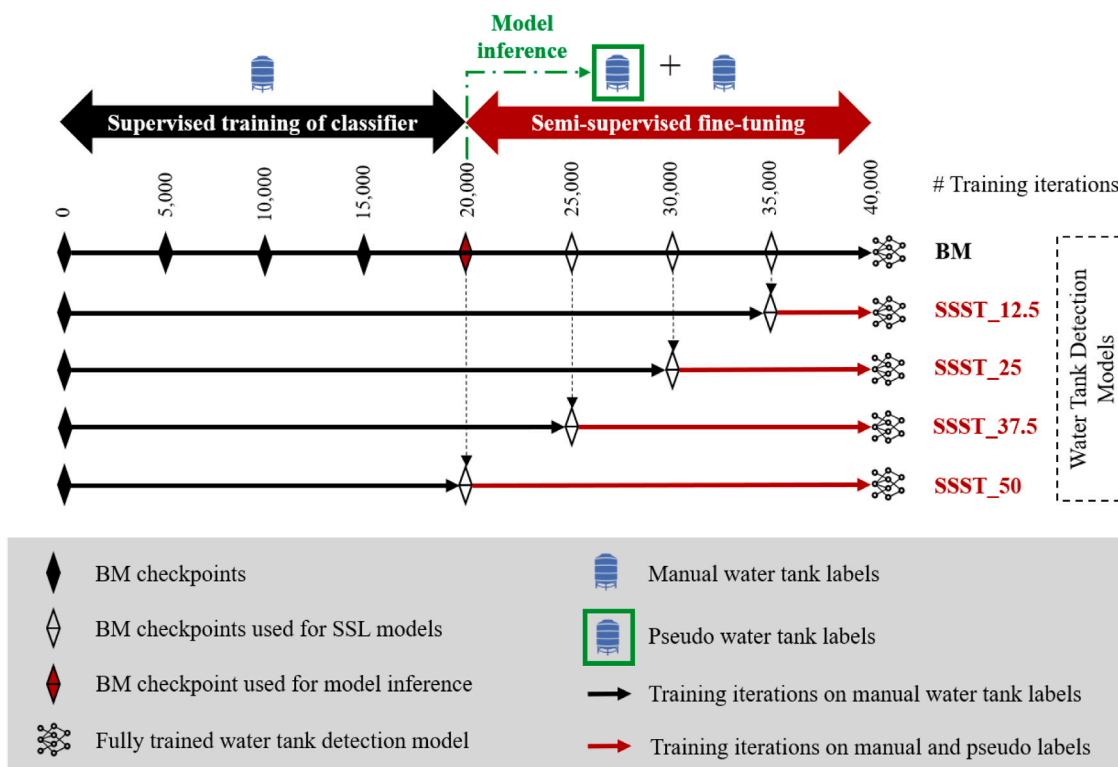 Model
inference
+
Supervised training of classifier
Semi-supervised fine-tuning
0
5,000
10,000
15,000
20,000
25,000
30,000
35,000
40,000
# Training iterations
BM
SSST_12.5
SSST_25
SSST_37.5
SSST_50
Water Tank Detection
Models
BM checkpoints
BM checkpoints used for SSL models
BM checkpoint used for model inference
Fully trained water tank detection model
Manual water tank labels
Pseudo water tank labels
Training iterations on manual water tank labels
Training iterations on manual and pseudo labels